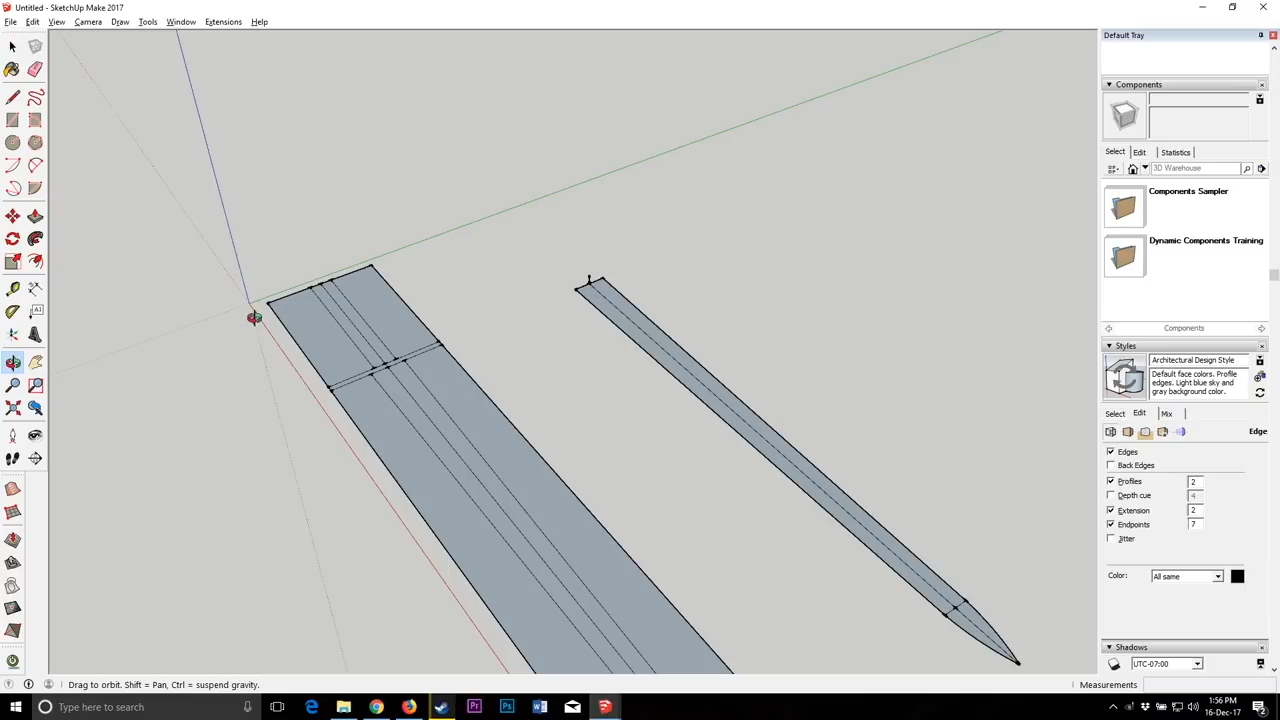 Untitled - SketchUp Make 2017
File Edit View Camera Draw Tools Window Extensions Help
Default Tray
Components
Select Edit Statistics
3D Warehouse
Components Sampler
Dynamic Components Training
Components
Styles
Architectural Design Style
Default face colors. Profile
edges. Light blue sky and
gray background color.
Select Edit Mix
Edge
Edges
Back Edges
Profiles 2
Depth cue 4
Extension 2
Endpoints 7
Jitter
Color: All same
Shadows
UTC-07:00
Drag to orbit. Shift = Pan, Ctrl = suspend gravity.
Measurements
Type here to search
1:56 PM
16-Dec-17